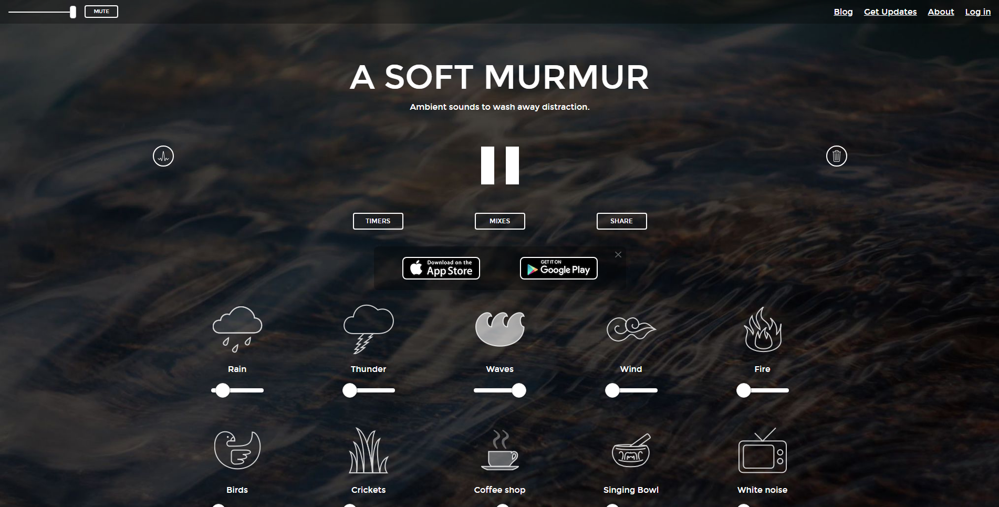 MUTE
Blog
Get Updates
About
Log in
A SOFT MURMUR
Ambient sounds to wash away distraction.
TIMERS
MIXES
SHARE
Download on the
App Store
GET IT ON
Google Play
Rain
Thunder
Waves
Wind
Fire
Birds
Crickets
Coffee shop
Singing Bowl
White noise